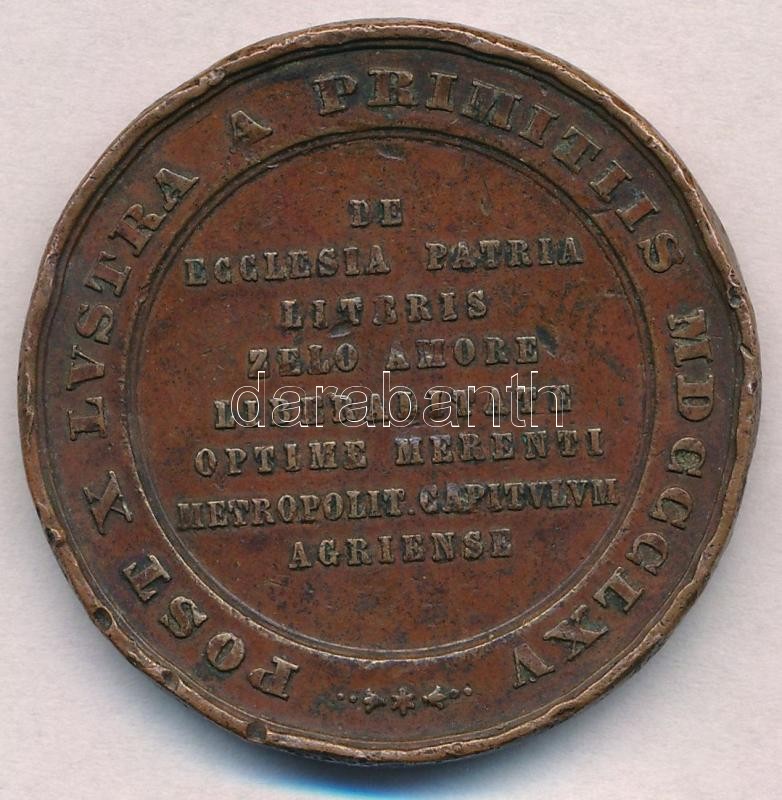 POST X LVSTRA A PRIMITIIS MDCCCLXV
DE
ECCLESIA PATRIA
LITERIS
ZELO AMORE
OPTIME MERENTI
METROPOLIT. CAPITVLVM
AGRIENSE
darabanth